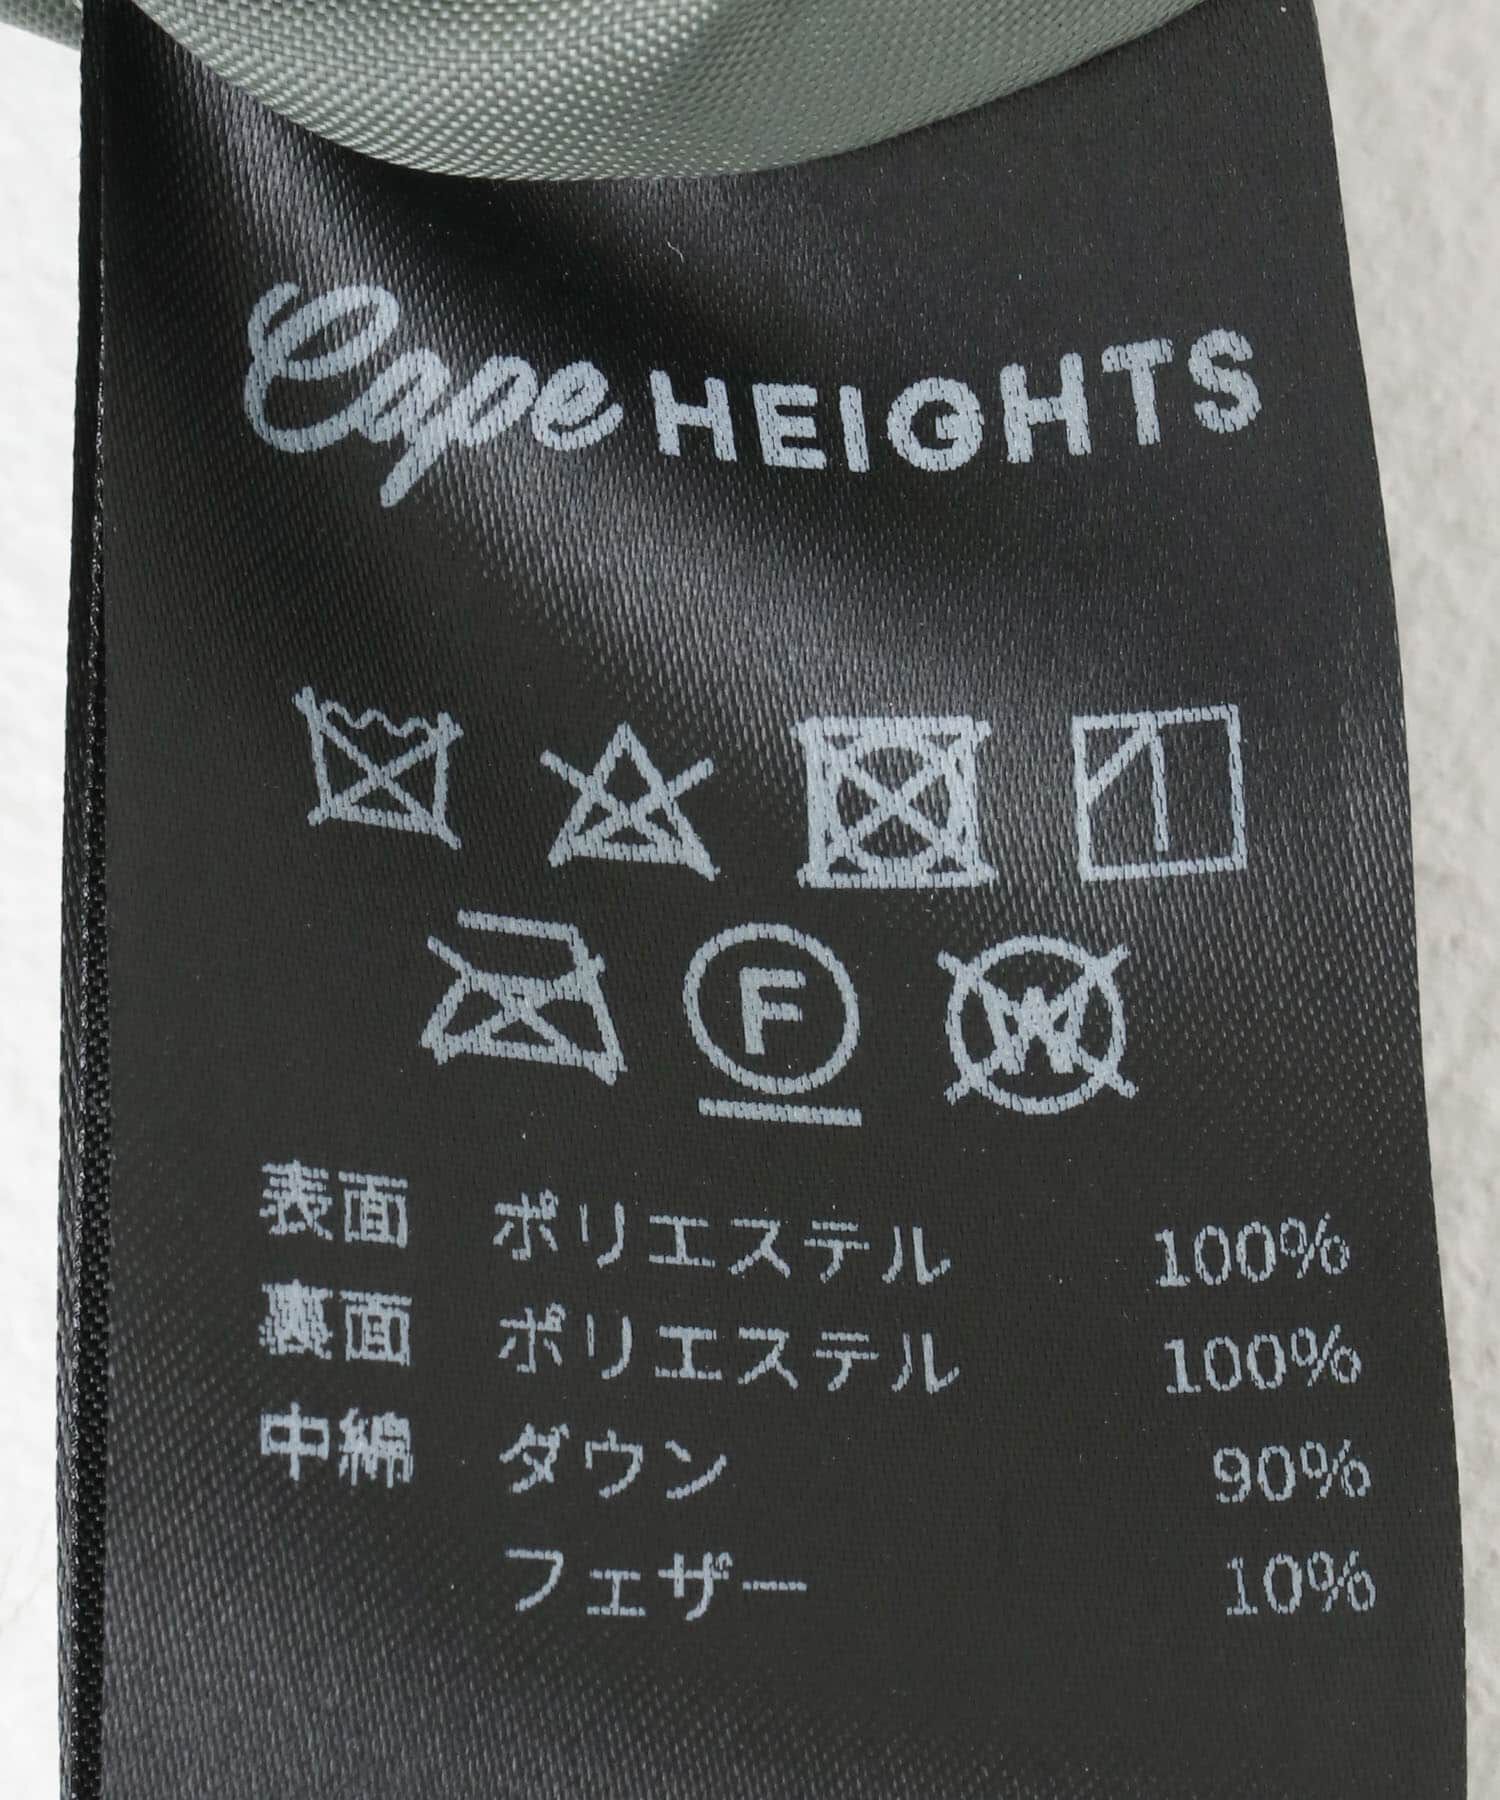 Cape HEIGHTS
F W
表面 ポリエステル 100%
裏面 ポリエステル 100%
中綿 ダウン 90%
フェザー 10%